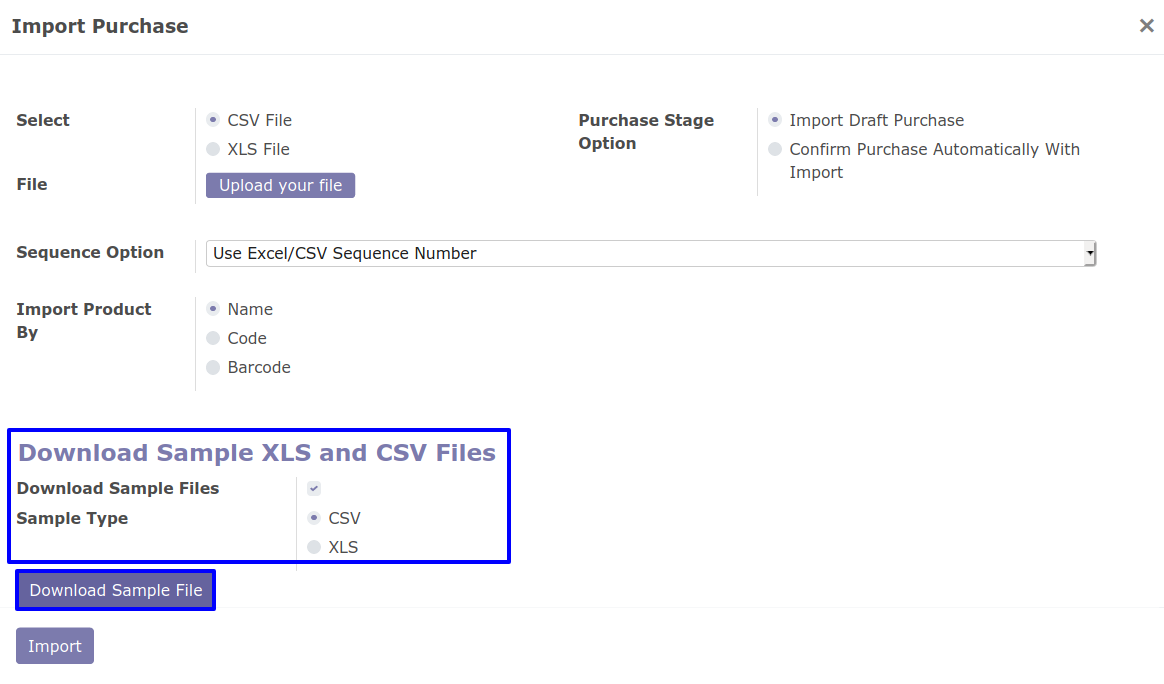 Import Purchase
Select
CSV File
XLS File
Purchase Stage
Option
Import Draft Purchase
Confirm Purchase Automatically With
Import
File
Upload your file
Sequence Option
Use Excel/CSV Sequence Number
Import Product
By
Name
Code
Barcode
Download Sample XLS and CSV Files
Download Sample Files
Sample Type
CSV
XLS
Download Sample File
Import